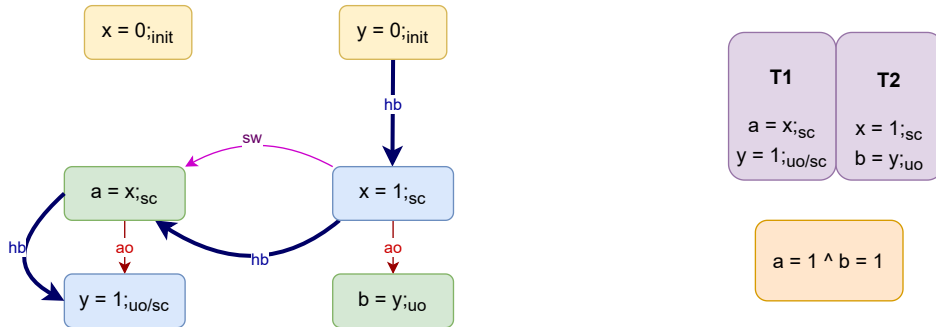 x = 0;init
y = 0;init
hb
sw
a = x;sc
x = 1;sc
hb
ao
hb
ao
y = 1;uo/sc
b = y;uo
T1
a = x;sc
y = 1;uo/sc
T2
x = 1;sc
b = y;uo
a = 1 ^ b = 1